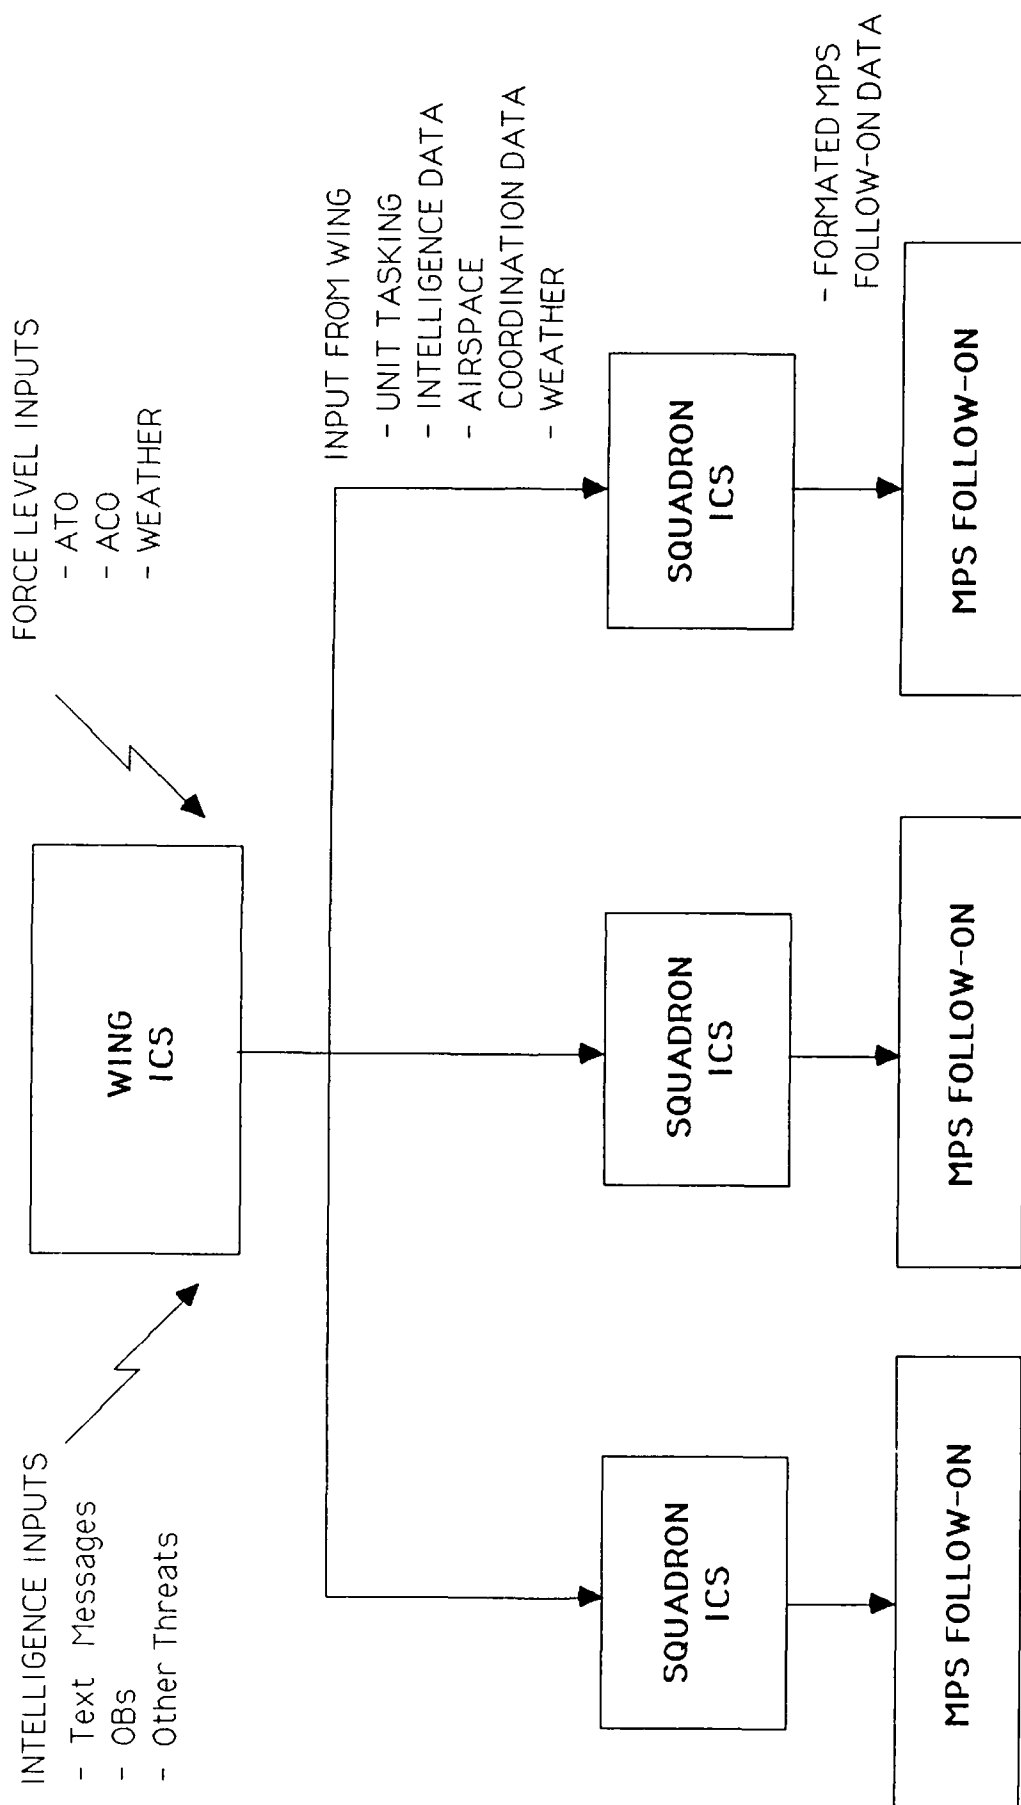 INTELLIGENCE INPUTS
- Text Messages
- OBs
- Other Threats
FORCE LEVEL INPUTS
- ATO
- ACO
- WEATHER
WING
ICS
INPUT FROM WING
- UNIT TASKING
- INTELLIGENCE DATA
- AIRSPACE
COORDINATION DATA
- WEATHER
SQUADRON
ICS
SQUADRON
ICS
SQUADRON
ICS
- FORMATED MPS
FOLLOW-ON DATA
MPS FOLLOW-ON
MPS FOLLOW-ON
MPS FOLLOW-ON